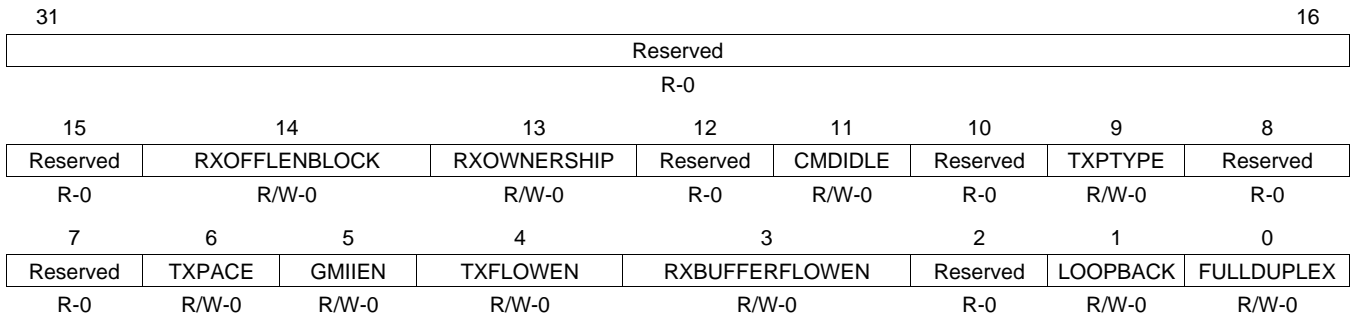 31 16
Reserved
R-0
15 14 13 12 11 10 9 8
Reserved RXOFFLENBLOCK RXOWNERSHIP Reserved CMDIDLE Reserved TXPTYPE Reserved
R-0 R/W-0 R/W-0 R-0 R/W-0 R-0 R/W-0 R-0
7 6 5 4 3 2 1 0
Reserved TXPACE GMIIEN TXFLOWEN RXBUFFERFLOWEN Reserved LOOPBACK FULLDUPLEX
R-0 R/W-0 R/W-0 R/W-0 R/W-0 R-0 R/W-0 R/W-0